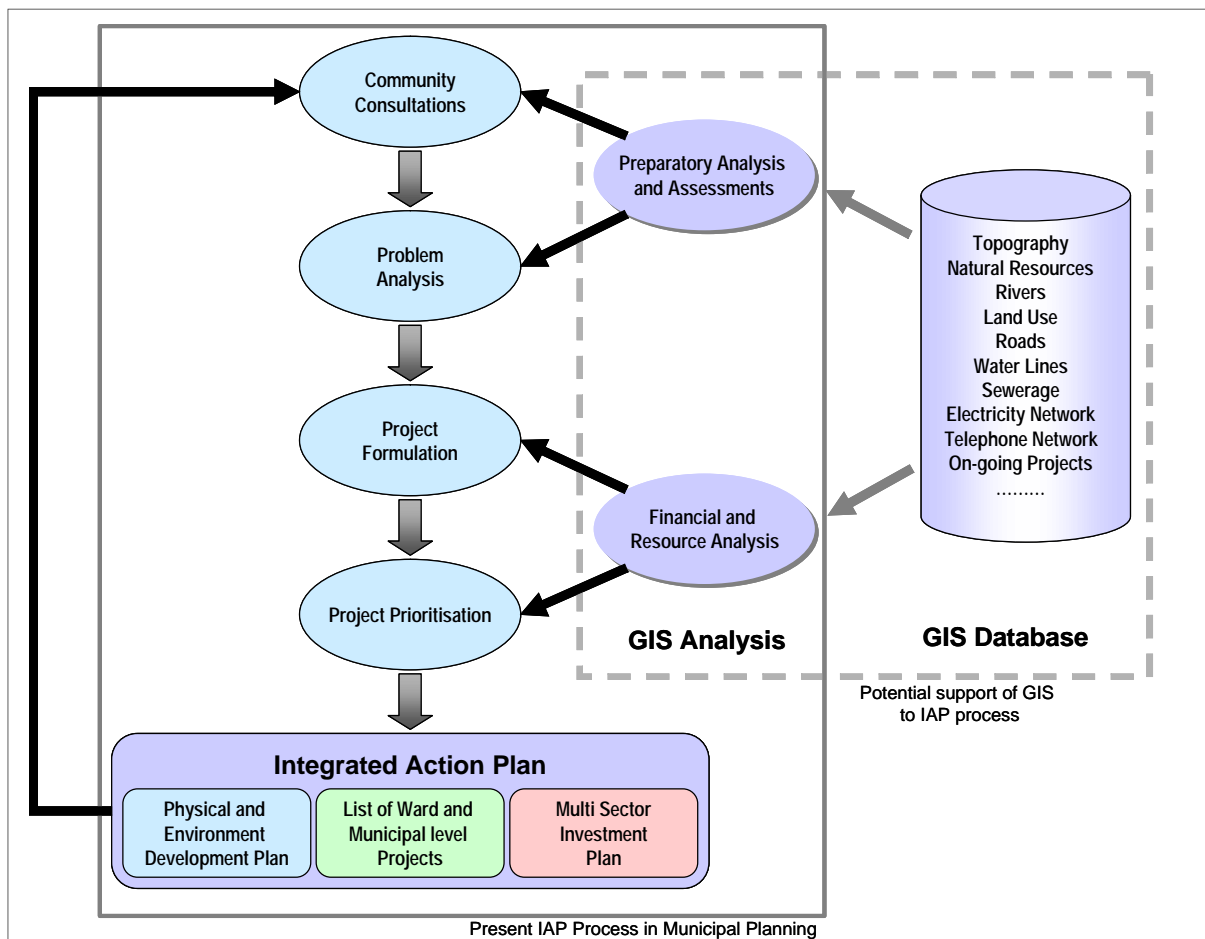 Community
Consultations
Preparatory Analysis
and Assessments
Problem
Analysis
Topography
Natural Resources
Rivers
Land Use
Roads
Water Lines
Sewerage
Electricity Network
Telephone Network
On-going Projects
.........
Project
Formulation
Financial and
Resource Analysis
Project Prioritisation
GIS Analysis
GIS Database
Potential support of GIS
to IAP process
Integrated Action Plan
Physical and
Environment
Development Plan
List of Ward and
Municipal level
Projects
Multi Sector
Investment
Plan
Present IAP Process in Municipal Planning